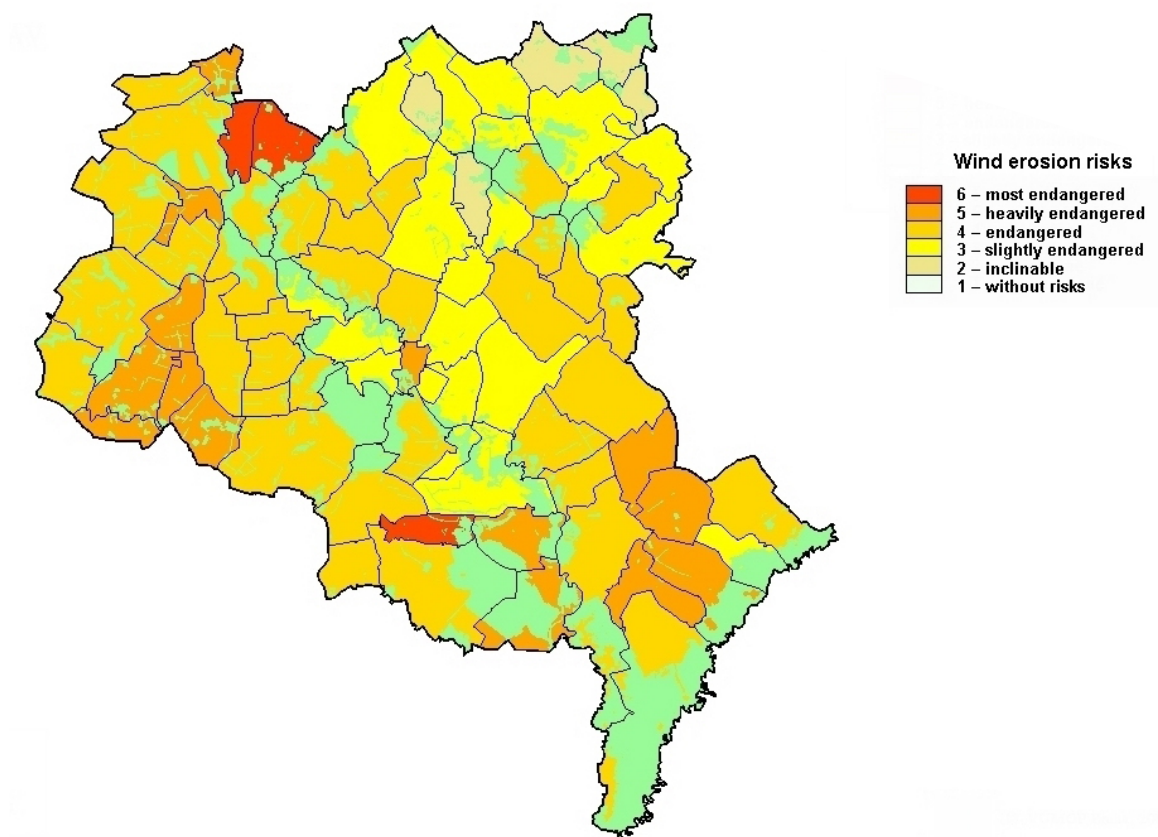 Wind erosion risks
6 – most endangered
5 – heavily endangered
4 – endangered
3 – slightly endangered
2 – inclinable
1 – without risks